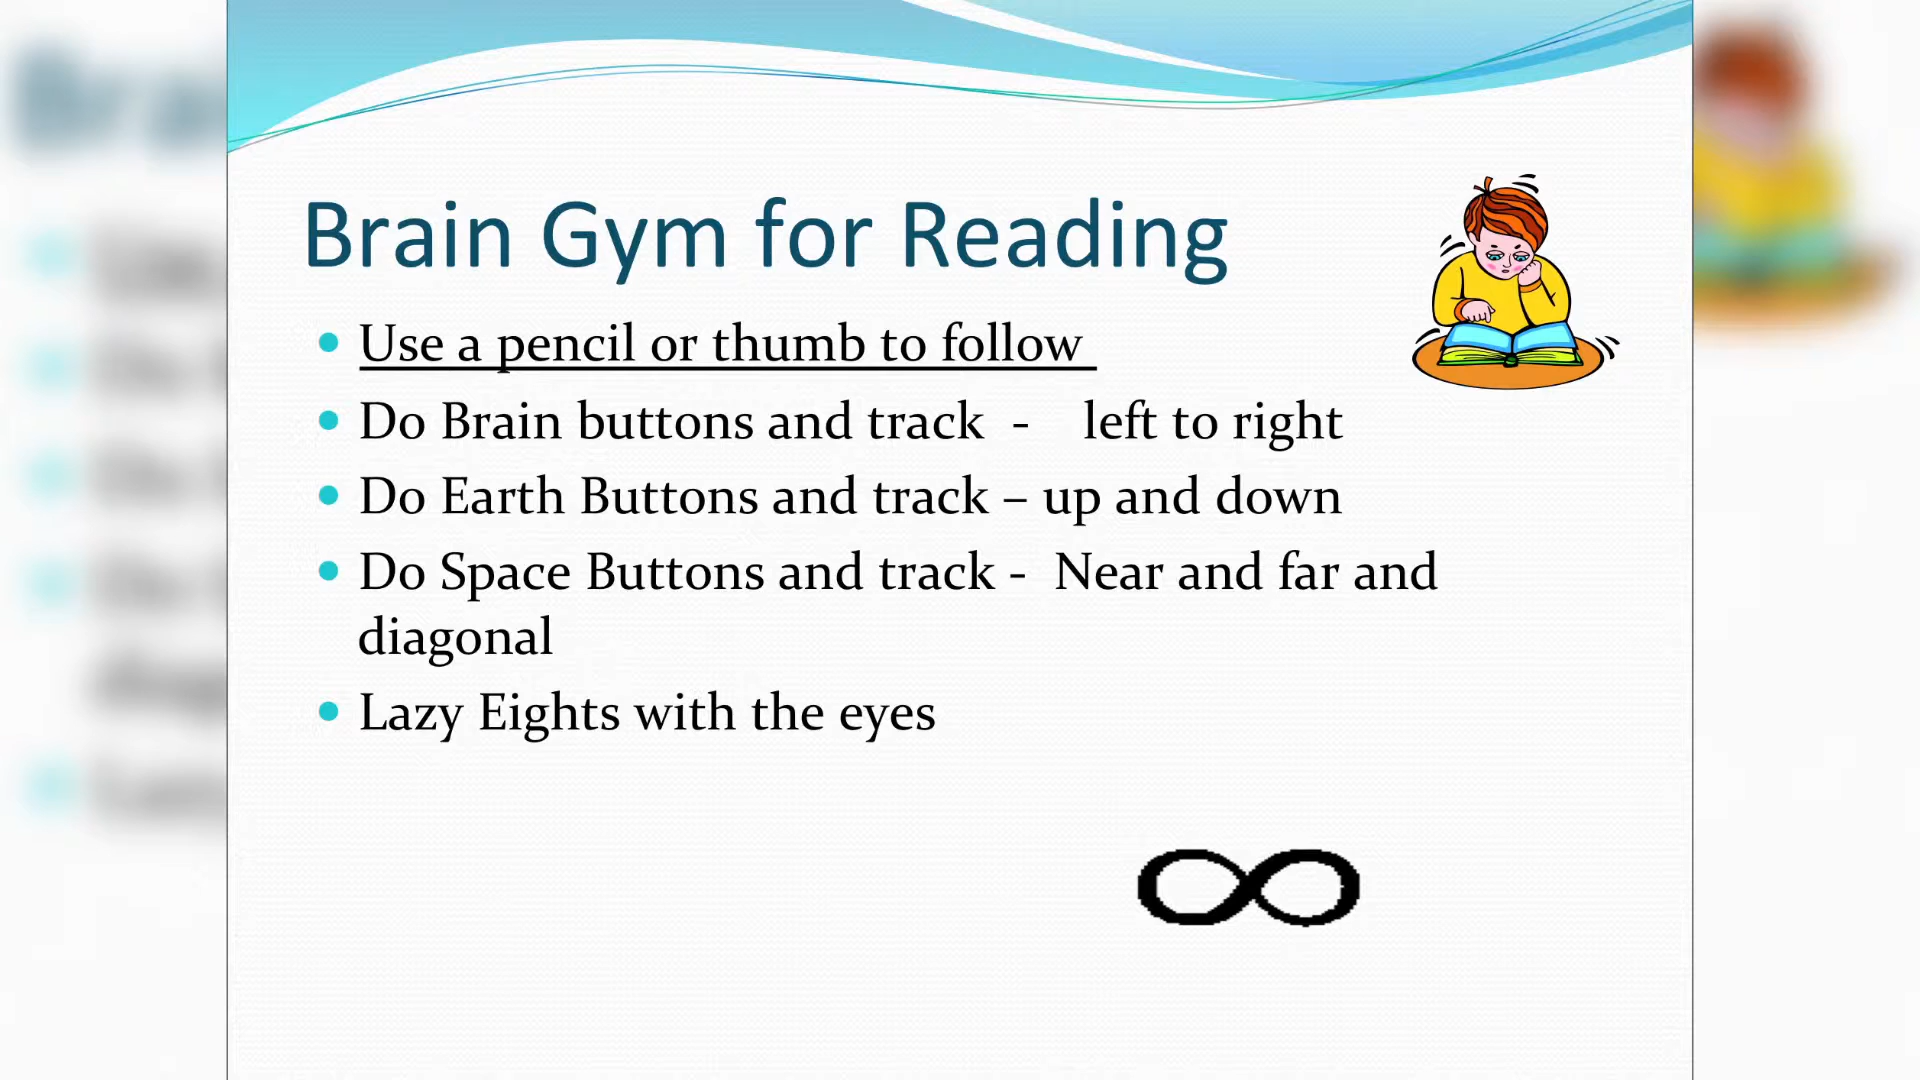 Brain Gym for Reading
• Use a pencil or thumb to follow
• Do Brain buttons and track - left to right
• Do Earth Buttons and track – up and down
• Do Space Buttons and track - Near and far and
diagonal
• Lazy Eights with the eyes